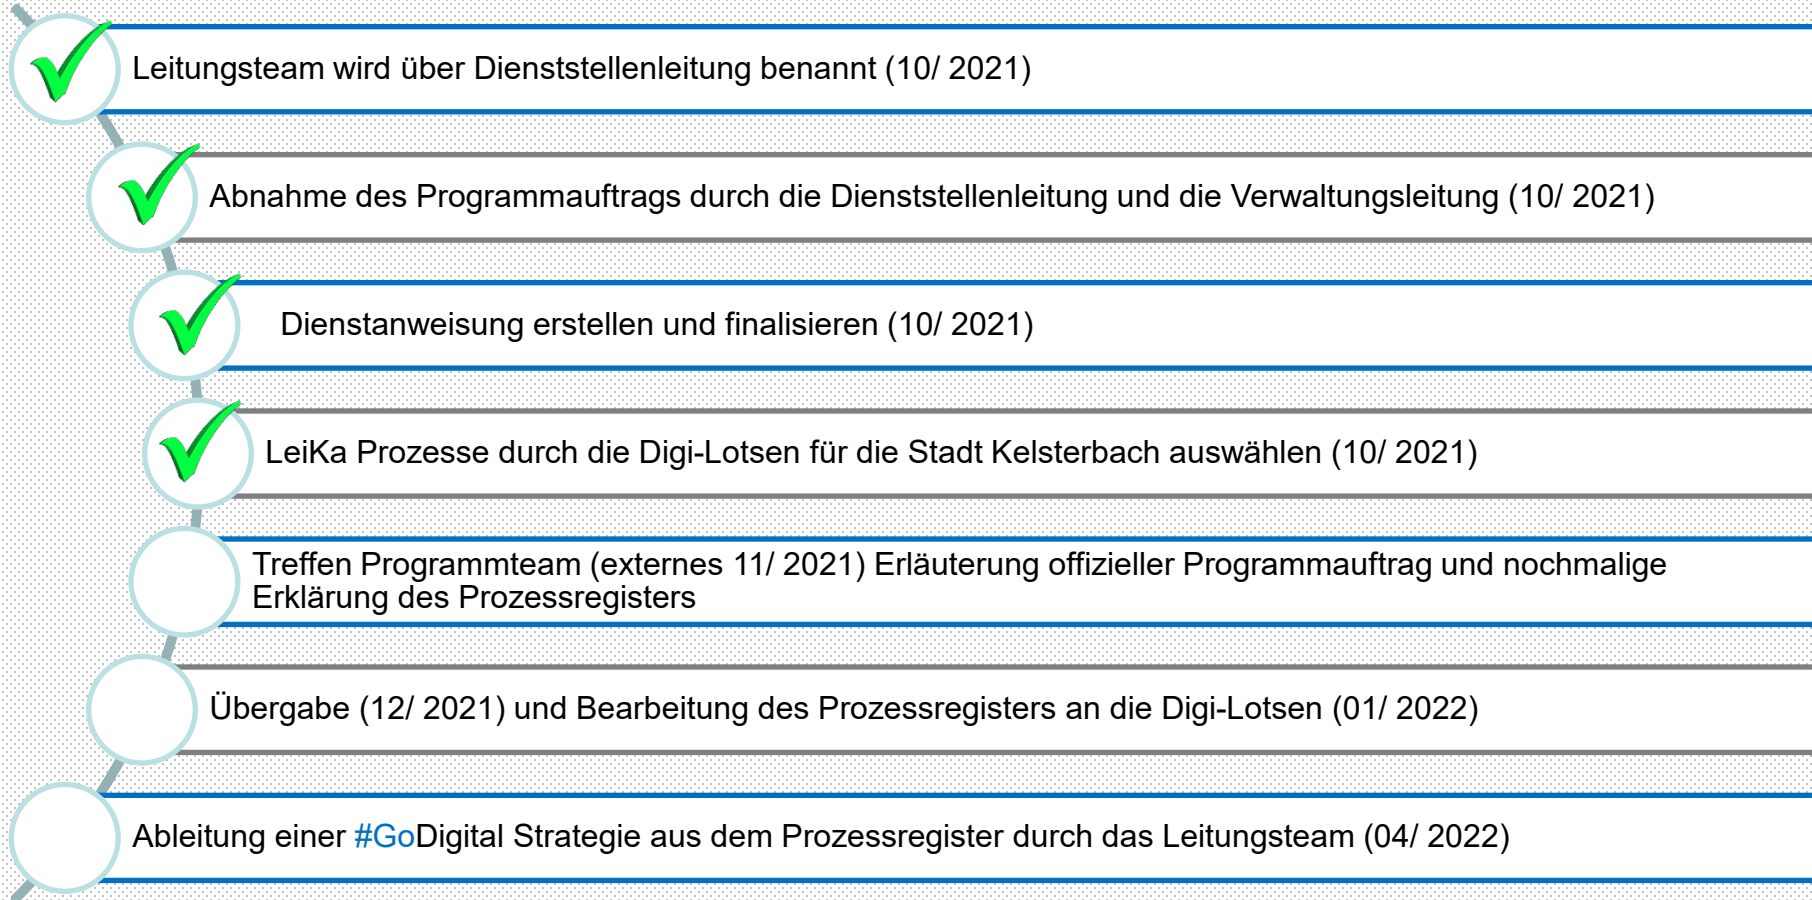 Leitungsteam wird über Dienststellenleitung benannt (10/ 2021)
Abnahme des Programmauftrags durch die Dienststellenleitung und die Verwaltungsleitung (10/ 2021)
Dienstanweisung erstellen und finalisieren (10/ 2021)
LeiKa Prozesse durch die Digi-Lotsen für die Stadt Kelsterbach auswählen (10/ 2021)
Treffen Programmteam (externes 11/ 2021) Erläuterung offizieller Programmauftrag und nochmalige
Erklärung des Prozessregisters
Übergabe (12/ 2021) und Bearbeitung des Prozessregisters an die Digi-Lotsen (01/ 2022)
Ableitung einer #GoDigital Strategie aus dem Prozessregister durch das Leitungsteam (04/ 2022)